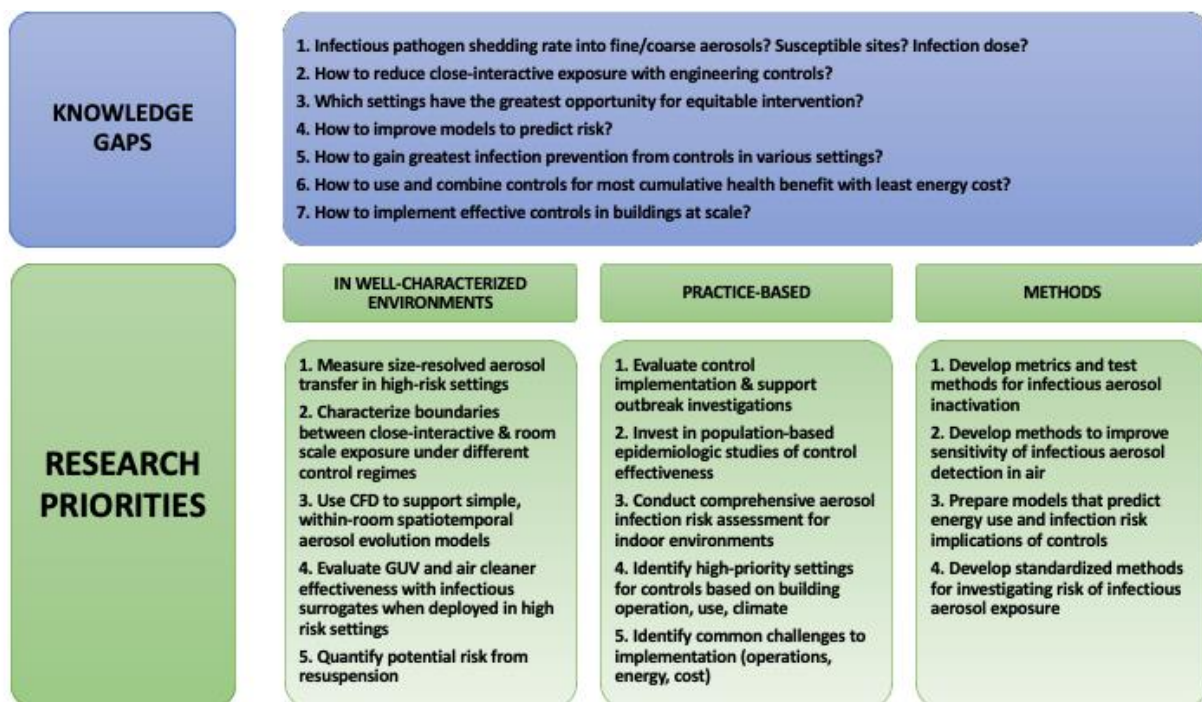 KNOWLEDGE
GAPS
1. Infectious pathogen shedding rate into fine/coarse aerosols? Susceptible sites? Infection dose?
2. How to reduce close-interactive exposure with engineering controls?
3. Which settings have the greatest opportunity for equitable intervention?
4. How to improve models to predict risk?
5. How to gain greatest infection prevention from controls in various settings?
6. How to use and combine controls for most cumulative health benefit with least energy cost?
7. How to implement effective controls in buildings at scale?
RESEARCH
PRIORITIES
IN WELL-CHARACTERIZED
ENVIRONMENTS
1. Measure size-resolved aerosol
transfer in high-risk settings
2. Characterize boundaries
between close-interactive & room
scale exposure under different
control regimes
3. Use CFD to support simple,
within-room spatiotemporal
aerosol evolution models
4. Evaluate GUV and air cleaner
effectiveness with infectious
surrogates when deployed in high
risk settings
5. Quantify potential risk from
resuspension
PRACTICE-BASED
1. Evaluate control
implementation & support
outbreak investigations
2. Invest in population-based
epidemiologic studies of control
effectiveness
3. Conduct comprehensive aerosol
infection risk assessment for
indoor environments
4. Identify high-priority settings
for controls based on building
operation, use, climate
5. Identify common challenges to
implementation (operations,
energy, cost)
METHODS
1. Develop metrics and test
methods for infectious aerosol
inactivation
2. Develop methods to improve
sensitivity of infectious aerosol
detection in air
3. Prepare models that predict
energy use and infection risk
implications of controls
4. Develop standardized methods
for investigating risk of infectious
aerosol exposure